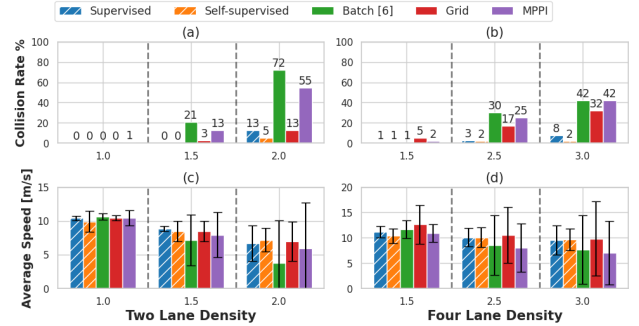 Supervised Self-supervised Batch [6] Grid MPPI
(a) (b)
Collision Rate %
100
80
60
40
20
0
0 0 0 0 1 0 0 21 3 13 13 5 72 13 55
1.0 1.5 2.0
100
80
60
40
20
0
1 1 1 5 2 3 2 30 17 25 8 2 42 32 42
1.5 2.5 3.0
(c) (d)
Average Speed [m/s]
15
10
5
0
1.0 1.5 2.0
Two Lane Density
20
15
10
5
0
1.5 2.5 3.0
Four Lane Density